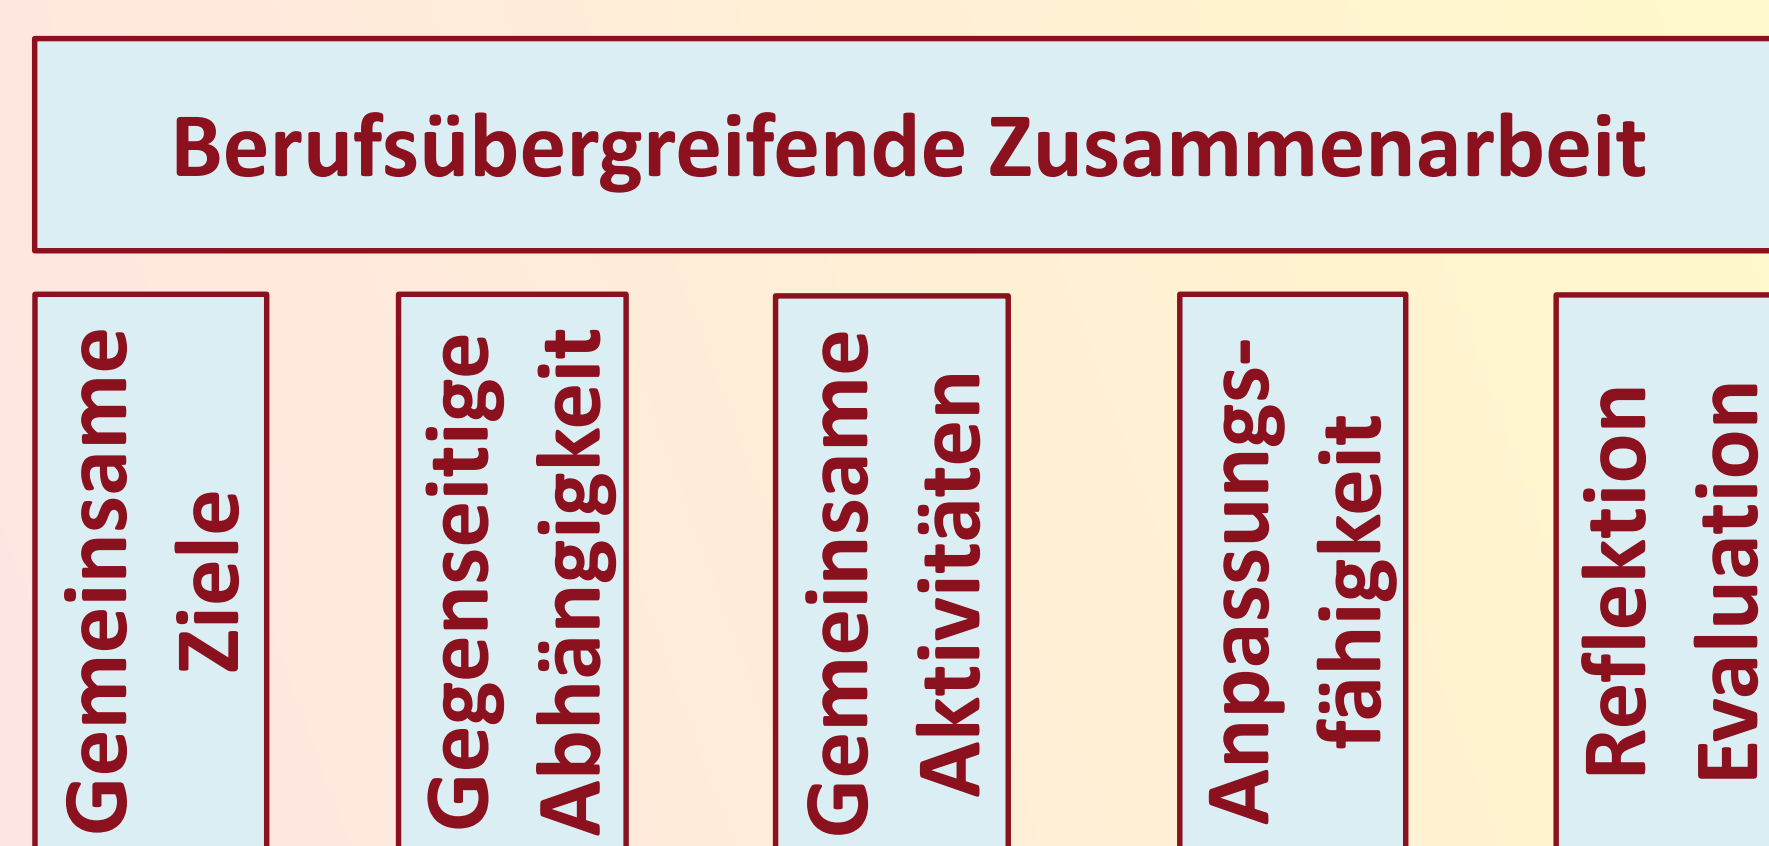 Berufsübergreifende Zusammenarbeit
Gemeinsame
Ziele
Gegenseitige
Abhängigkeit
Gemeinsame
Aktivitäten
Anpassungs-
fähigkeit
Reflektion
Evaluation